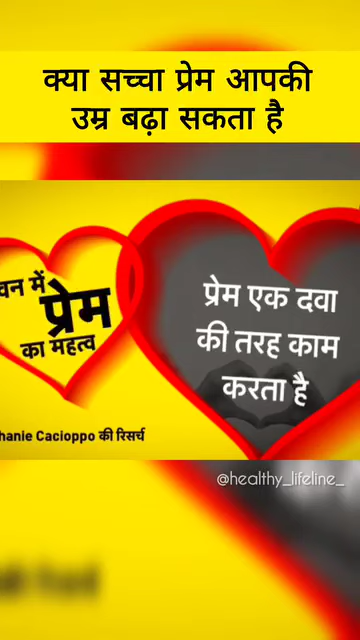 क्या सच्चा प्रेम आपकी
उम्र बढ़ा सकता है
वन में
प्रेम
का महत्व
प्रेम एक दवा
की तरह काम
करता है
hanie Cacioppo की रिसर्च
@healthy_lifeline_